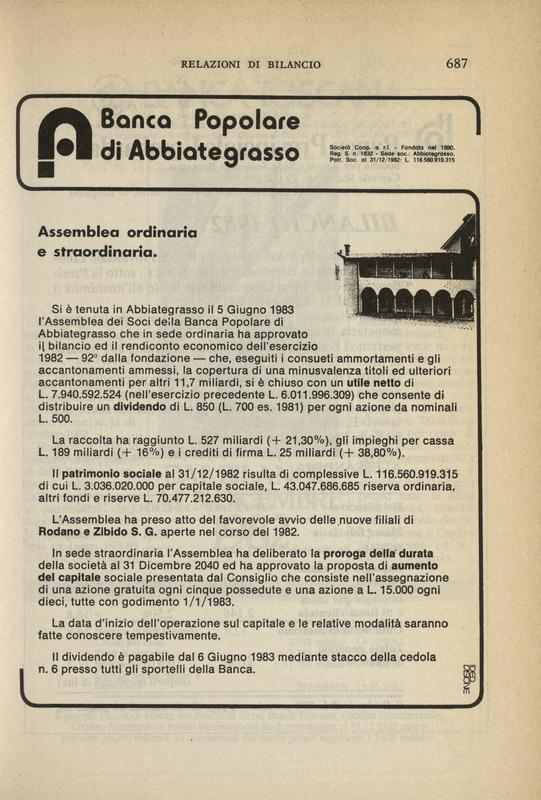 RELAZIONI DI BILANCIO 687
Banca Popolare
di Abbiategrasso
Società Coop. a r.l. - Fondata nel 1890.
Reg. S. n. 1832 - Sede soc.: Abbiategrasso.
Patr. Soc. al 31/12/1982: L. 116.560.919.315
Assemblea ordinaria
e straordinaria.
Si è tenuta in Abbiategrasso il 5 Giugno 1983
l'Assemblea dei Soci della Banca Popolare di
Abbiategrasso che in sede ordinaria ha approvato
il bilancio ed il rendiconto economico dell'esercizio
1982 — 92° dalla fondazione — che, eseguiti i consueti ammortamenti e gli
accantonamenti ammessi, la copertura di una minusvalenza titoli ed ulteriori
accantonamenti per altri 11,7 miliardi, si è chiuso con un utile netto di
L. 7.940.592.524 (nell'esercizio precedente L. 6.011.996.309) che consente di
distribuire un dividendo di L. 850 (L. 700 es. 1981) per ogni azione da nominali
L. 500.
La raccolta ha raggiunto L. 527 miliardi (+ 21,30%), gli impieghi per cassa
L. 189 miliardi (+ 16%) e i crediti di firma L. 25 miliardi (+ 38,80%).
Il patrimonio sociale al 31/12/1982 risulta di complessive L. 116.560.919.315
di cui L. 3.036.020.000 per capitale sociale, L. 43.047.686.685 riserva ordinaria,
altri fondi e riserve L. 70.477.212.630.
L'Assemblea ha preso atto del favorevole avvio delle nuove filiali di
Rodano e Zibido S. G. aperte nel corso del 1982.
In sede straordinaria l'Assemblea ha deliberato la proroga della durata
della società al 31 Dicembre 2040 ed ha approvato la proposta di aumento
del capitale sociale presentata dal Consiglio che consiste nell'assegnazione
di una azione gratuita ogni cinque possedute e una azione a L. 15.000 ogni
dieci, tutte con godimento 1/1/1983.
La data d'inizio dell'operazione sul capitale e le relative modalità saranno
fatte conoscere tempestivamente.
Il dividendo è pagabile dal 6 Giugno 1983 mediante stacco della cedola
n. 6 presso tutti gli sportelli della Banca.